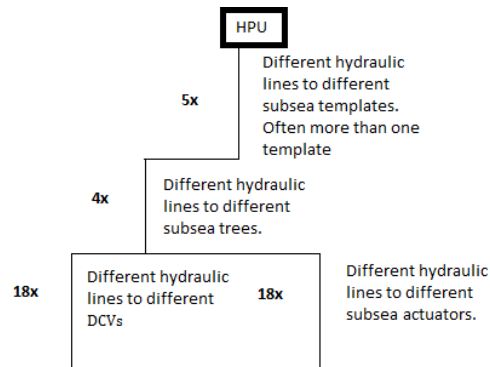 HPU
Different hydraulic
lines to different
subsea templates.
Often more than one
template
5x
Different hydraulic
lines to different
subsea trees.
4x
18x
Different hydraulic
lines to different
DCVs
18x
Different hydraulic
lines to different
subsea actuators.